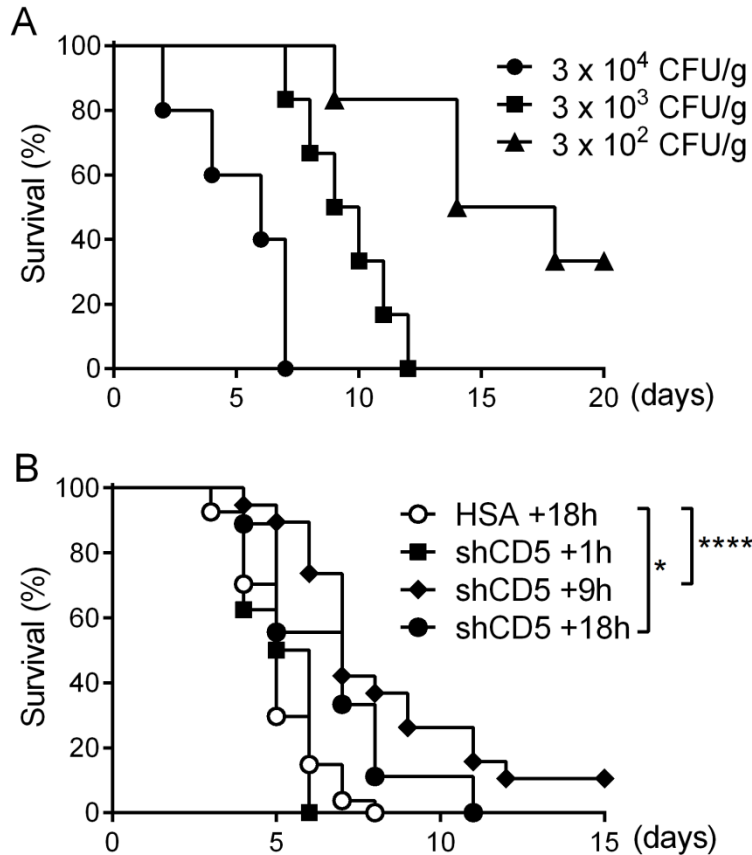 A
100
80
60
40
20
0
Survival (%)
3 x 10⁴ CFU/g
3 x 10³ CFU/g
3 x 10² CFU/g
0 5 10 15 20 (days)
B
100
80
60
40
20
0
Survival (%)
HSA +18h
shCD5 +1h
shCD5 +9h
shCD5 +18h
*
****
0 5 10 15 (days)